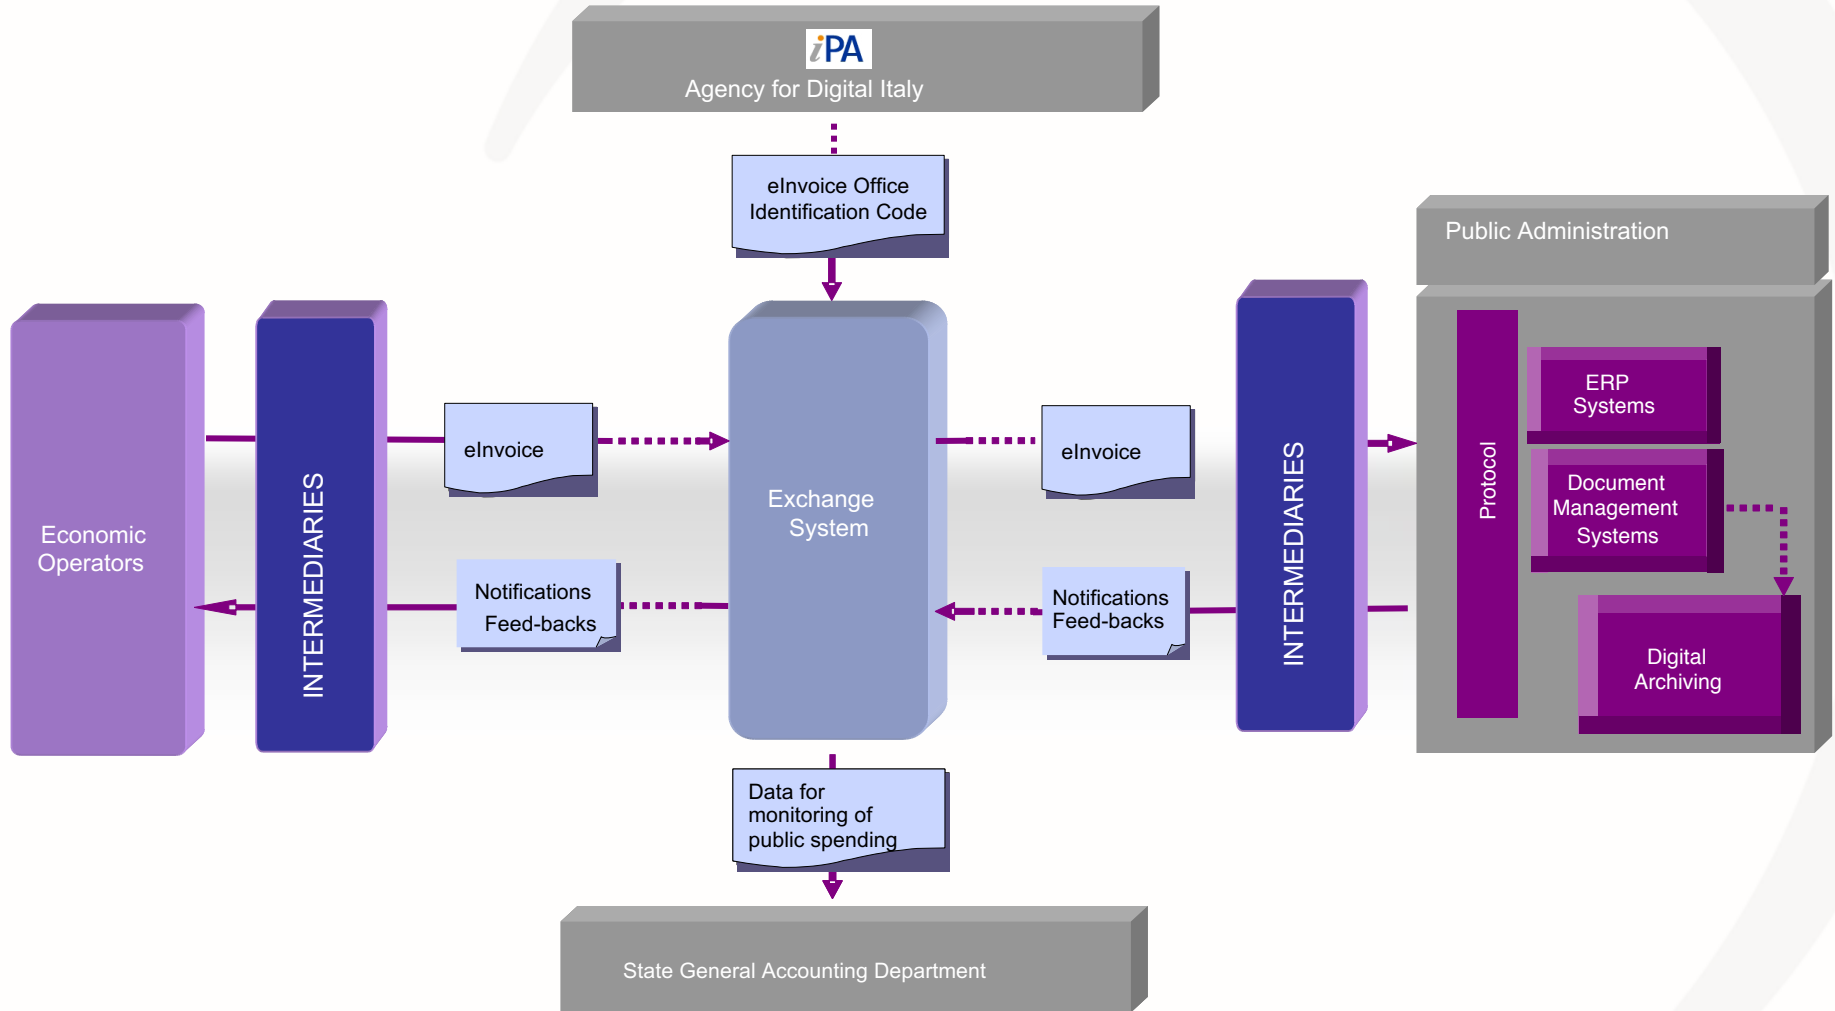 iPA
Agency for Digital Italy
eInvoice Office
Identification Code
Public Administration
Economic
Operators
INTERMEDIARIES
eInvoice
Notifications
Feed-backs
Exchange
System
eInvoice
Notifications
Feed-backs
INTERMEDIARIES
Protocol
ERP
Systems
Document
Management
Systems
Digital
Archiving
Data for
monitoring of
public spending
State General Accounting Department